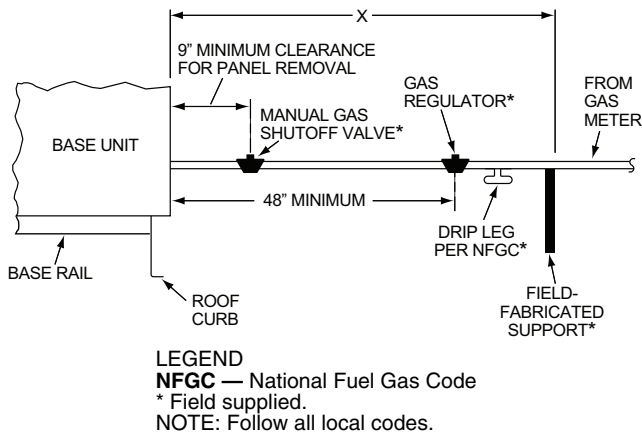 X
9” MINIMUM CLEARANCE
FOR PANEL REMOVAL
GAS
REGULATOR*
FROM
GAS
METER
MANUAL GAS
SHUTOFF VALVE*
BASE UNIT
48” MINIMUM
DRIP LEG
PER NFGC*
BASE RAIL
ROOF
CURB
FIELD-
FABRICATED
SUPPORT*
LEGEND
NFGC — National Fuel Gas Code
* Field supplied.
NOTE: Follow all local codes.